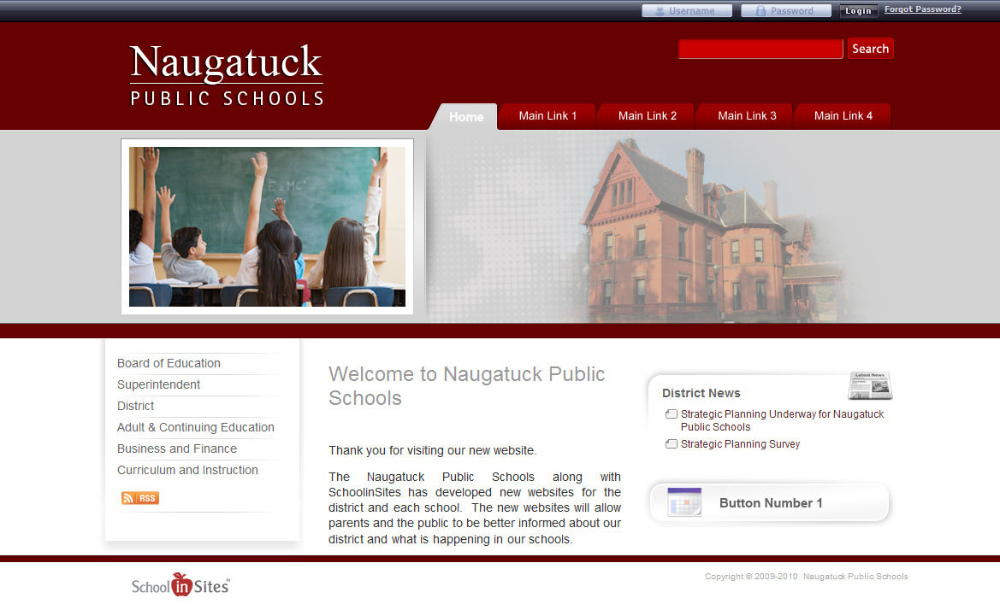 Username Password Login Forgot Password?
Naugatuck
PUBLIC SCHOOLS
Search
Home Main Link 1 Main Link 2 Main Link 3 Main Link 4
E=MC²
Board of Education
Superintendent
District
Adult & Continuing Education
Business and Finance
Curriculum and Instruction
RSS
Welcome to Naugatuck Public
Schools
Thank you for visiting our new website.
The Naugatuck Public Schools along with
SchoolinSites has developed new websites for the
district and each school. The new websites will allow
parents and the public to be better informed about our
district and what is happening in our schools.
Latest News
District News
Strategic Planning Underway for Naugatuck
Public Schools
Strategic Planning Survey
Button Number 1
School in Sites™
Copyright © 2009-2010 Naugatuck Public Schools